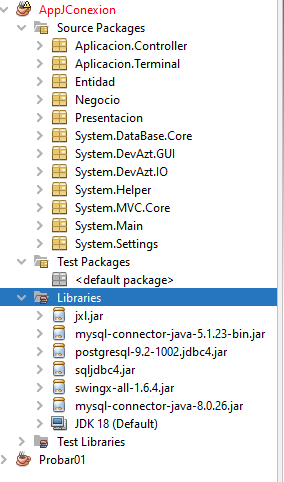 AppJConexion
Source Packages
Aplicacion.Controller
Aplicacion.Terminal
Entidad
Negocio
Presentacion
System.DataBase.Core
System.DevAzt.GUI
System.DevAzt.IO
System.Helper
System.MVC.Core
System.Main
System.Settings
Test Packages
<default package>
Libraries
jxl.jar
mysql-connector-java-5.1.23-bin.jar
postgresql-9.2-1002.jdbc4.jar
sqljdbc4.jar
swingx-all-1.6.4.jar
mysql-connector-java-8.0.26.jar
JDK 18 (Default)
Test Libraries
Probar01